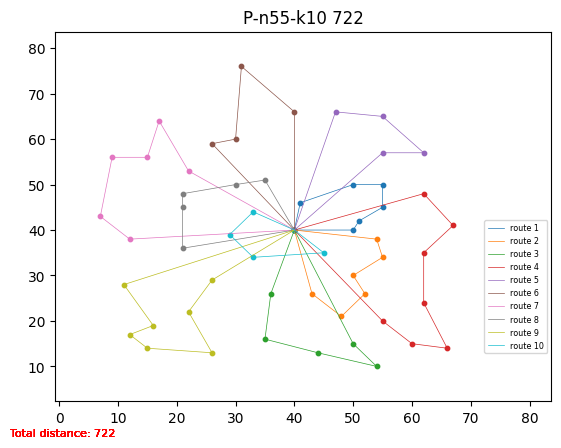 P-n55-k10 722
80
70
60
50
40
30
20
10
0 10 20 30 40 50 60 70 80
route 1
route 2
route 3
route 4
route 5
route 6
route 7
route 8
route 9
route 10
Total distance: 722